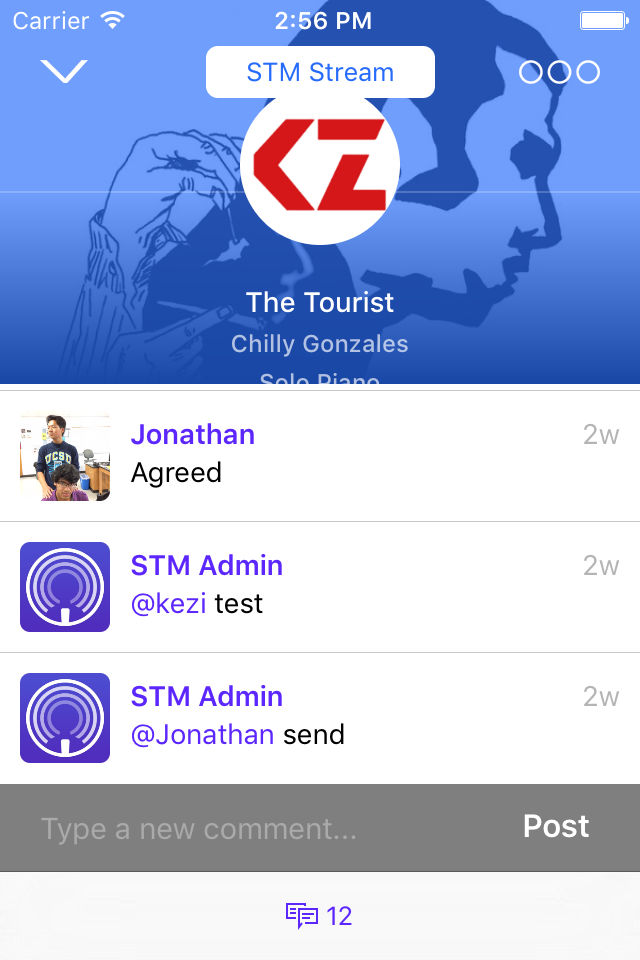 Carrier 2:56 PM
STM Stream
KZ
The Tourist
Chilly Gonzales
Solo Piano
Jonathan 2w
Agreed
STM Admin 2w
@kezi test
STM Admin 2w
@Jonathan send
Type a new comment... Post
12